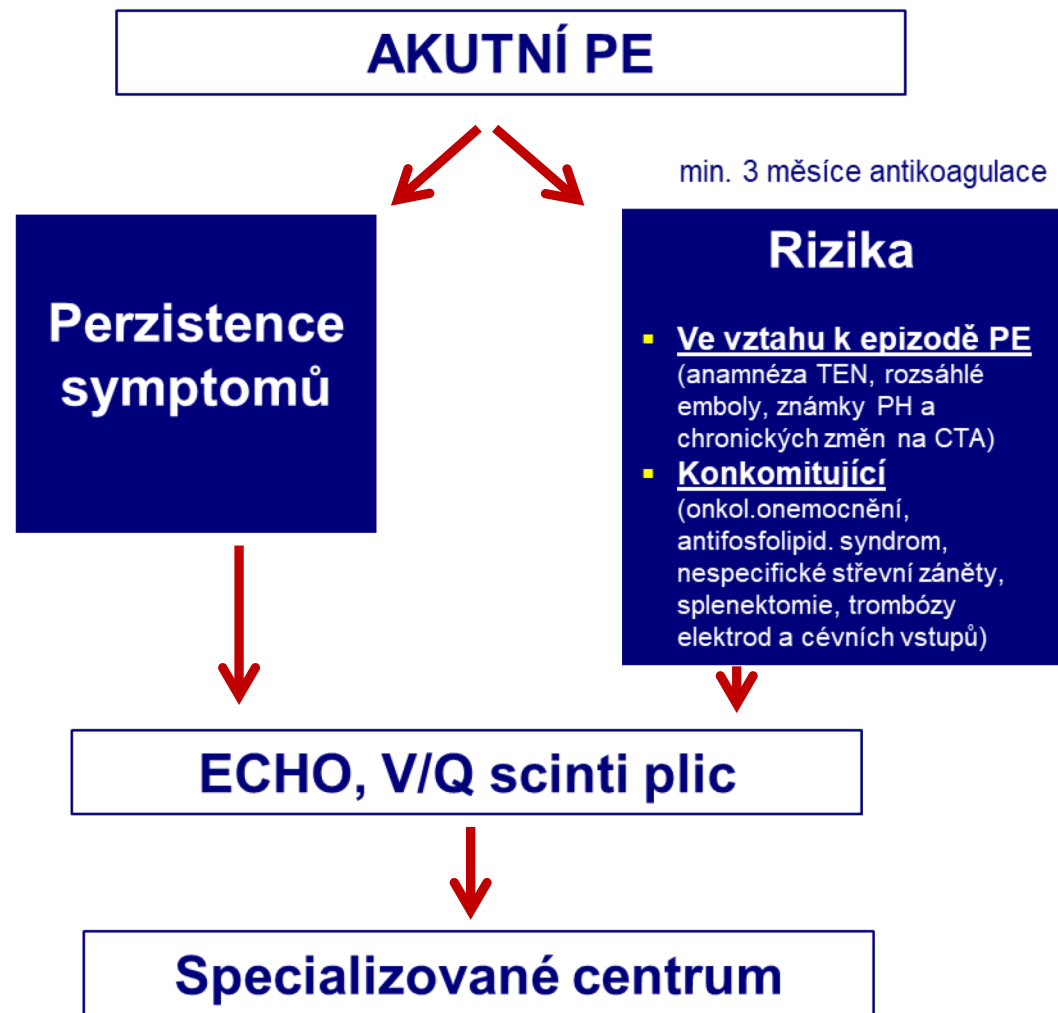 AKUTNÍ PE
min. 3 měsíce antikoagulace
Perzistence
symptomů
Rizika
▪ Ve vztahu k epizodě PE
(anamnéza TEN, rozsáhlé
emboly, známky PH a
chronických změn na CTA)
▪ Konkomitující
(onkol.onemocnění,
antifosfolipid. syndrom,
nespecifické střevní záněty,
splenektomie, trombózy
elektrod a cévních vstupů)
ECHO, V/Q scinti plic
Specializované centrum